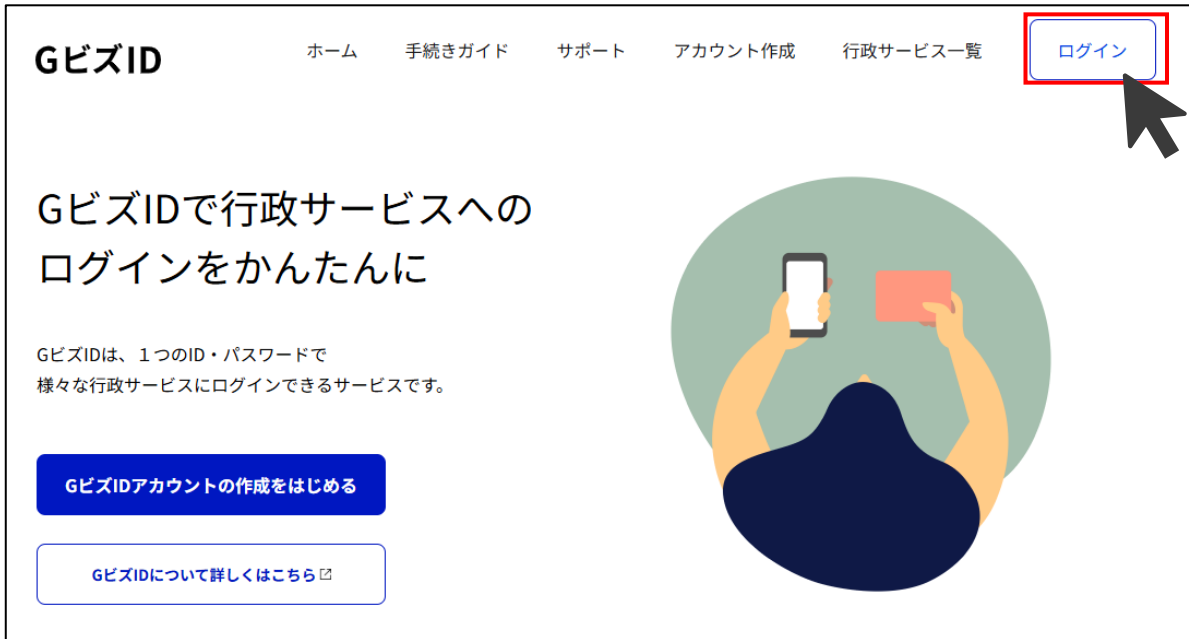 GビズID
ホーム
手続きガイド
サポート
アカウント作成
行政サービス一覧
ログイン
GビズIDで行政サービスへの
ログインをかんたんに
GビズIDは、１つのID・パスワードで
様々な行政サービスにログインできるサービスです。
GビズIDアカウントの作成をはじめる
GビズIDについて詳しくはこちら